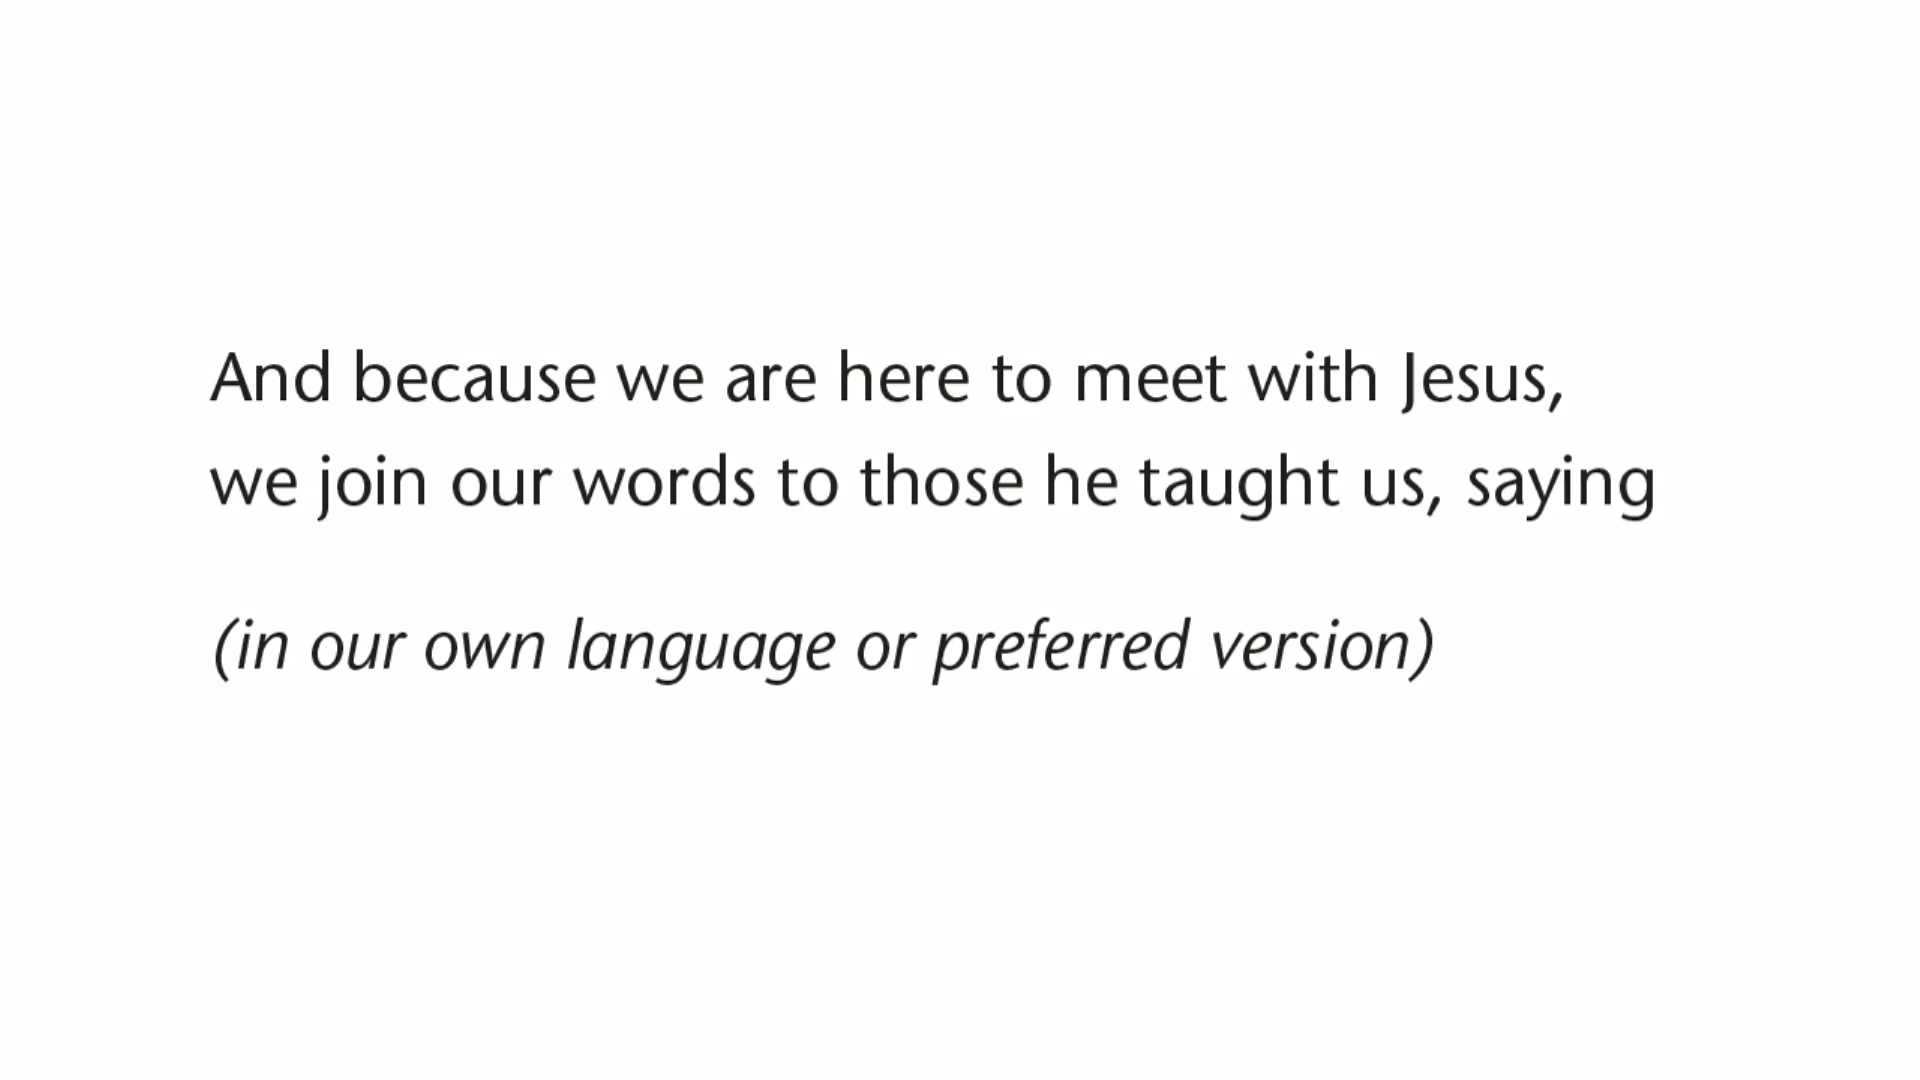 And because we are here to meet with Jesus,
we join our words to those he taught us, saying
(in our own language or preferred version)